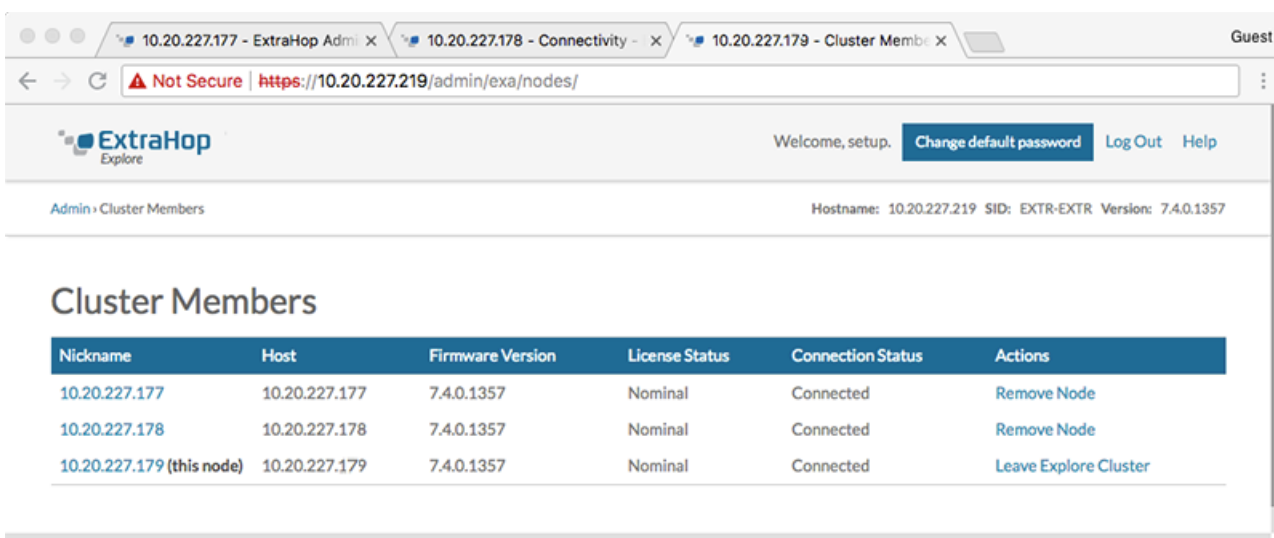 10.20.227.177 - ExtraHop Admi 10.20.227.178 - Connectivity - 10.20.227.179 - Cluster Membe Guest
Not Secure https://10.20.227.219/admin/exa/nodes/
ExtraHop
Explore
Welcome, setup. Change default password Log Out Help
Admin › Cluster Members Hostname: 10.20.227.219 SID: EXTR-EXTR Version: 7.4.0.1357
Cluster Members
Nickname Host Firmware Version License Status Connection Status Actions
10.20.227.177 10.20.227.177 7.4.0.1357 Nominal Connected Remove Node
10.20.227.178 10.20.227.178 7.4.0.1357 Nominal Connected Remove Node
10.20.227.179 (this node) 10.20.227.179 7.4.0.1357 Nominal Connected Leave Explore Cluster